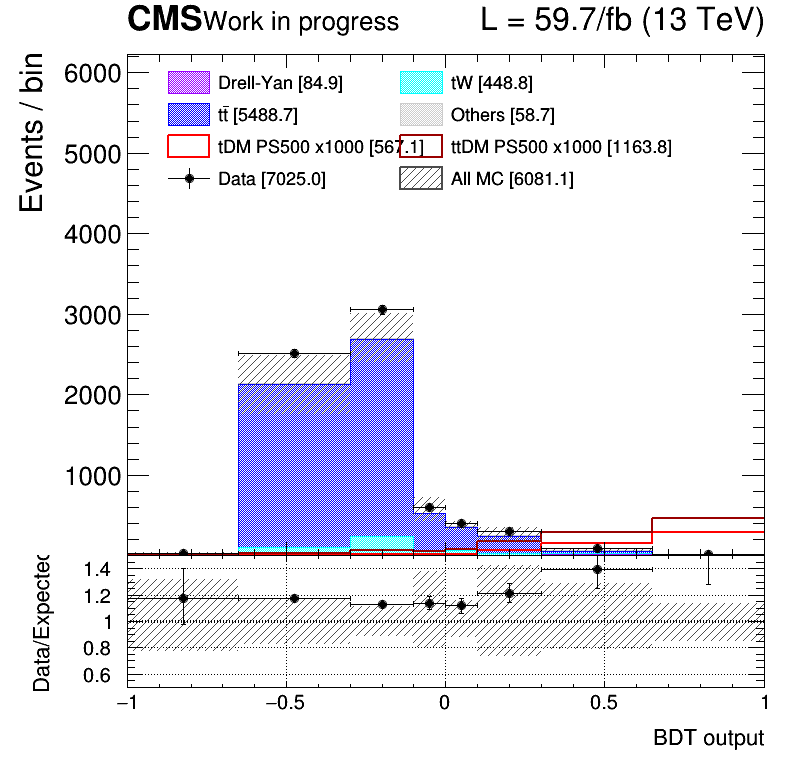 CMS Work in progress L = 59.7/fb (13 TeV)
Events / bin
6000
5000
4000
3000
2000
1000
Drell-Yan [84.9] tW [448.8]
tt̄ [5488.7] Others [58.7]
tDM PS500 x1000 [567.1] ttDM PS500 x1000 [1163.8]
Data [7025.0] All MC [6081.1]
Data/Expected
1.4
1.2
1
0.8
0.6
−1 −0.5 0 0.5 1
BDT output